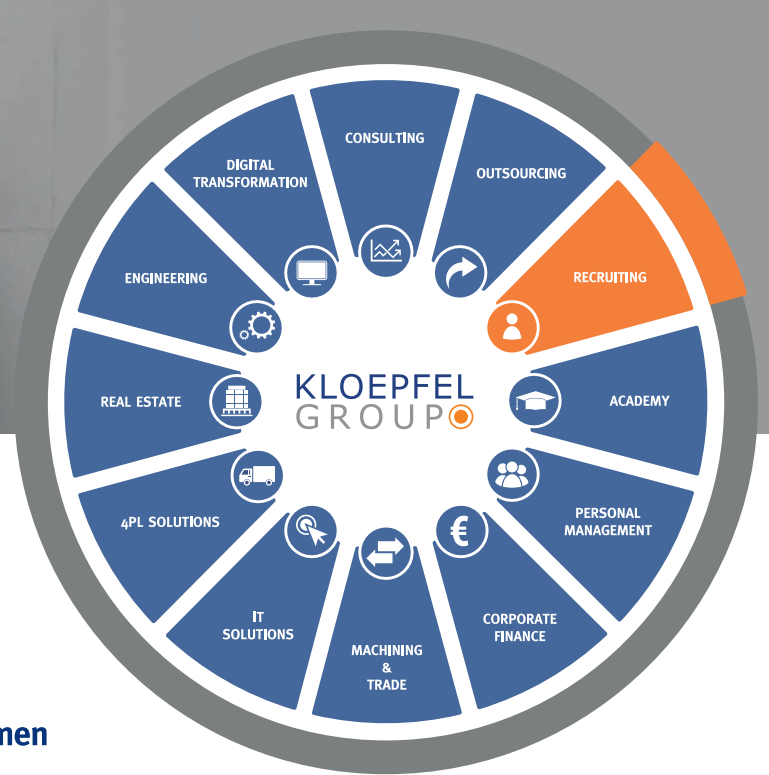 CONSULTING
OUTSOURCING
RECRUITING
ACADEMY
PERSONAL
MANAGEMENT
CORPORATE
FINANCE
MACHINING
&
TRADE
IT
SOLUTIONS
4PL SOLUTIONS
REAL ESTATE
ENGINEERING
DIGITAL
TRANSFORMATION
KLOEPFEL
GROUP
€